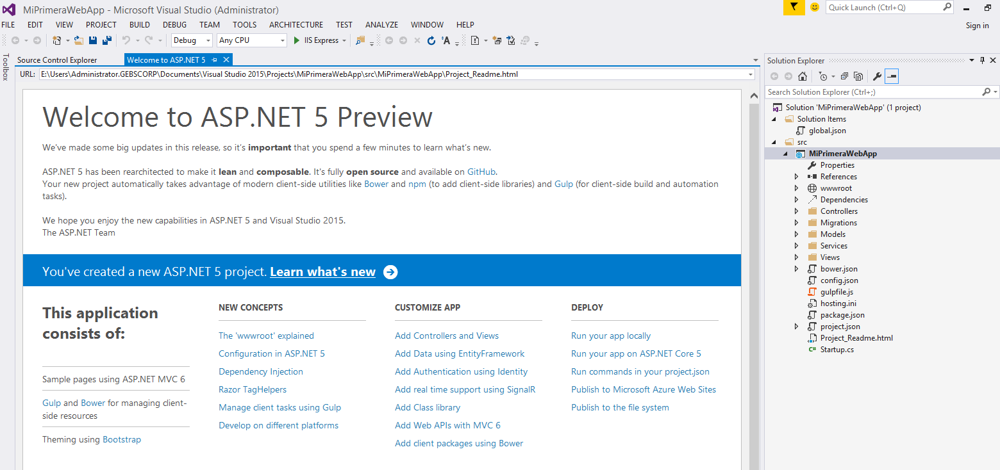 MiPrimeraWebApp - Microsoft Visual Studio (Administrator)
Quick Launch (Ctrl+Q)
FILE EDIT VIEW PROJECT BUILD DEBUG TEAM TOOLS ARCHITECTURE TEST ANALYZE WINDOW HELP
Sign in
Debug Any CPU IIS Express
Toolbox
Source Control Explorer Welcome to ASP.NET 5
URL: E:\Users\Administrator.GEBSCORP\Documents\Visual Studio 2015\Projects\MiPrimeraWebApp\src\MiPrimeraWebApp\Project_Readme.html
Welcome to ASP.NET 5 Preview
We've made some big updates in this release, so it's important that you spend a few minutes to learn what's new.
ASP.NET 5 has been rearchitected to make it lean and composable. It's fully open source and available on GitHub.
Your new project automatically takes advantage of modern client-side utilities like Bower and npm (to add client-side libraries) and Gulp (for client-side build and automation
tasks).
We hope you enjoy the new capabilities in ASP.NET 5 and Visual Studio 2015.
The ASP.NET Team
You've created a new ASP.NET 5 project. Learn what's new
This application
consists of:
Sample pages using ASP.NET MVC 6
Gulp and Bower for managing client-
side resources
Theming using Bootstrap
NEW CONCEPTS
The 'wwwroot' explained
Configuration in ASP.NET 5
Dependency Injection
Razor TagHelpers
Manage client tasks using Gulp
Develop on different platforms
CUSTOMIZE APP
Add Controllers and Views
Add Data using EntityFramework
Add Authentication using Identity
Add real time support using SignalR
Add Class library
Add Web APIs with MVC 6
Add client packages using Bower
DEPLOY
Run your app locally
Run your app on ASP.NET Core 5
Run commands in your project.json
Publish to Microsoft Azure Web Sites
Publish to the file system
Solution Explorer
Search Solution Explorer (Ctrl+;)
Solution 'MiPrimeraWebApp' (1 project)
Solution Items
global.json
src
MiPrimeraWebApp
Properties
References
wwwroot
Dependencies
Controllers
Migrations
Models
Services
Views
bower.json
config.json
gulpfile.js
hosting.ini
package.json
project.json
Project_Readme.html
C# Startup.cs